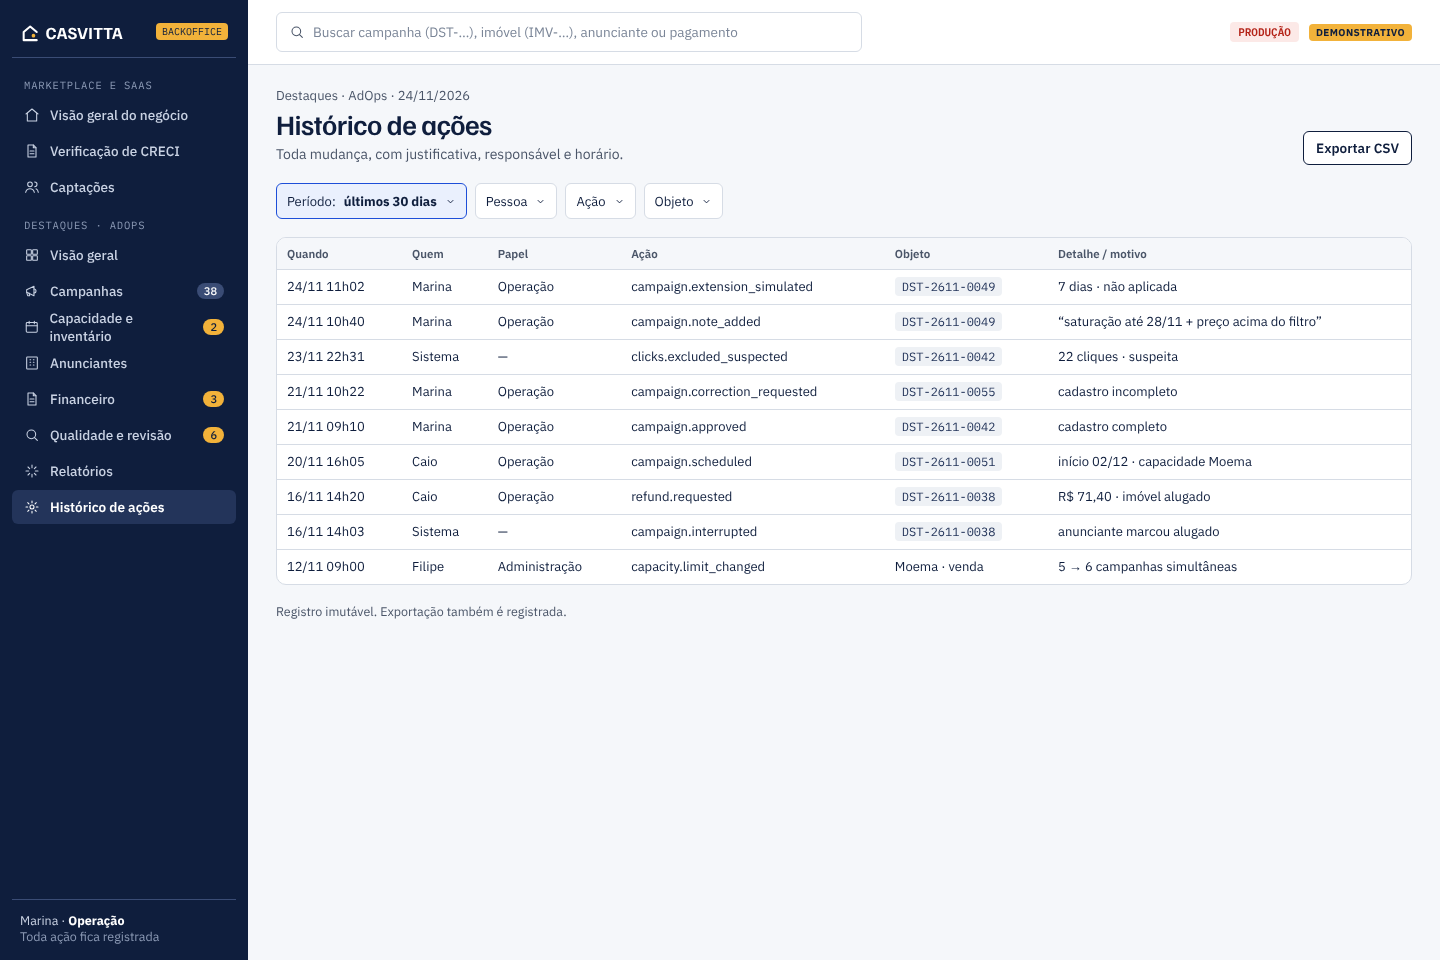 CASVITTA BACKOFFICE
MARKETPLACE E SAAS
Visão geral do negócio
Verificação de CRECI
Captações
DESTAQUES · ADOPS
Visão geral
Campanhas 38
Capacidade e
inventário 2
Anunciantes
Financeiro 3
Qualidade e revisão 6
Relatórios
Histórico de ações
Marina · Operação
Toda ação fica registrada
Buscar campanha (DST-…), imóvel (IMV-…), anunciante ou pagamento
PRODUÇÃO DEMONSTRATIVO
Destaques · AdOps · 24/11/2026
Histórico de ações
Toda mudança, com justificativa, responsável e horário.
Exportar CSV
Período: últimos 30 dias Pessoa Ação Objeto
Quando Quem Papel Ação Objeto Detalhe / motivo
24/11 11h02 Marina Operação campaign.extension_simulated DST-2611-0049 7 dias · não aplicada
24/11 10h40 Marina Operação campaign.note_added DST-2611-0049 “saturação até 28/11 + preço acima do filtro”
23/11 22h31 Sistema — clicks.excluded_suspected DST-2611-0042 22 cliques · suspeita
21/11 10h22 Marina Operação campaign.correction_requested DST-2611-0055 cadastro incompleto
21/11 09h10 Marina Operação campaign.approved DST-2611-0042 cadastro completo
20/11 16h05 Caio Operação campaign.scheduled DST-2611-0051 início 02/12 · capacidade Moema
16/11 14h20 Caio Operação refund.requested DST-2611-0038 R$ 71,40 · imóvel alugado
16/11 14h03 Sistema — campaign.interrupted DST-2611-0038 anunciante marcou alugado
12/11 09h00 Filipe Administração capacity.limit_changed Moema · venda 5 → 6 campanhas simultâneas
Registro imutável. Exportação também é registrada.